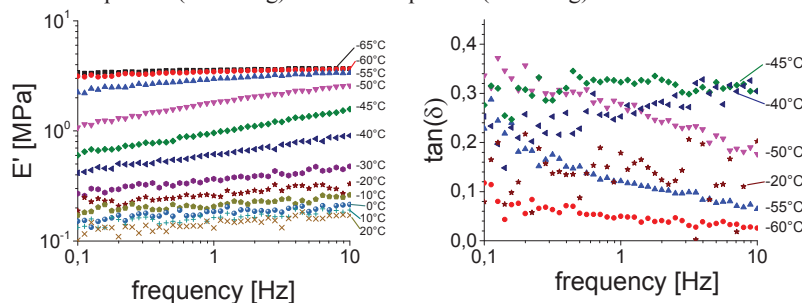 10¹
10⁰
10⁻¹
E' [MPa]
0,1 1 10
frequency [Hz]
-65°C
-60°C
-55°C
-50°C
-45°C
-40°C
-30°C
-20°C
-10°C
0°C
10°C
20°C
0,4
0,3
0,2
0,1
0,0
tan(δ)
0,1 1 10
frequency [Hz]
-45°C
-40°C
-50°C
-20°C
-55°C
-60°C